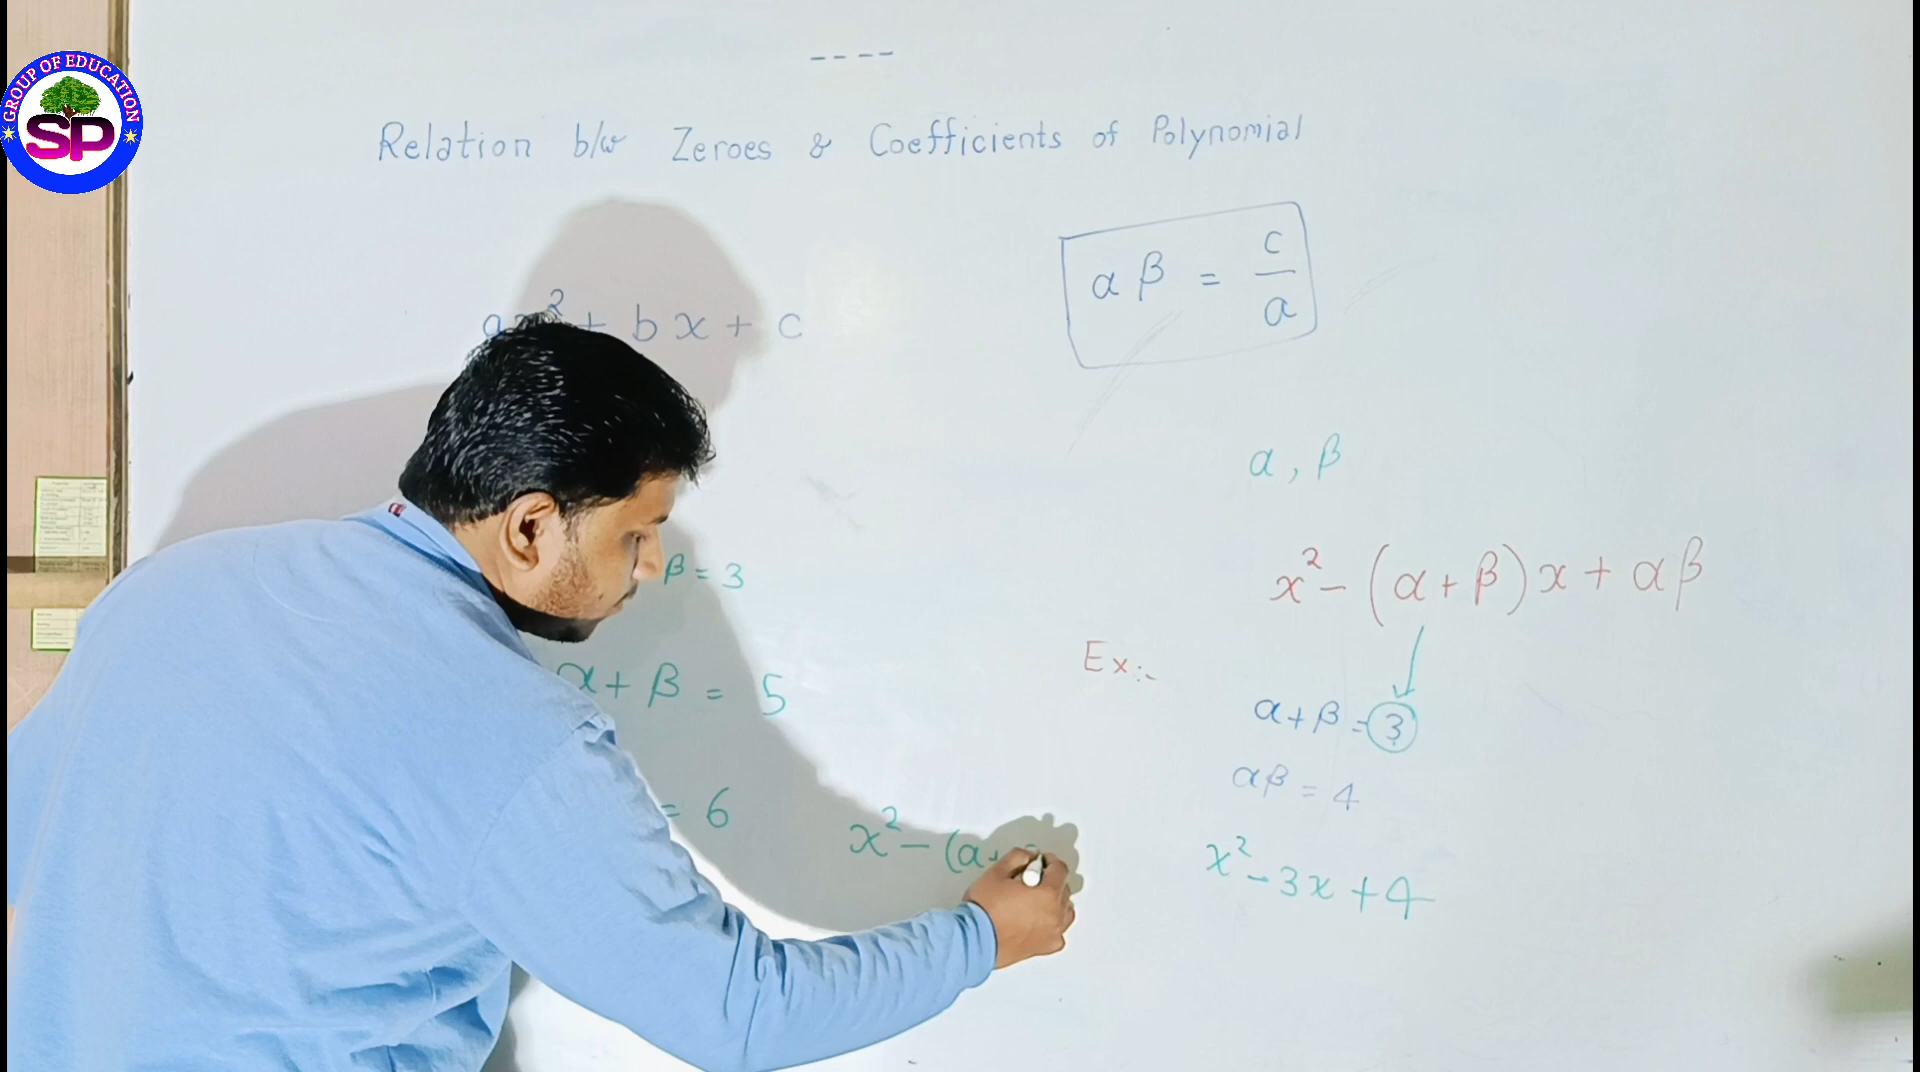 GROUP OF EDUCATION
SP
Relation b/w Zeroes & Coefficients of Polynomial
ax² + bx + c
αβ = c/a
α, β
x² - (α + β)x + αβ
β = 3
α + β = 5
= 6
x² - (α +
Ex:-
α + β = 3
αβ = 4
x² - 3x + 4